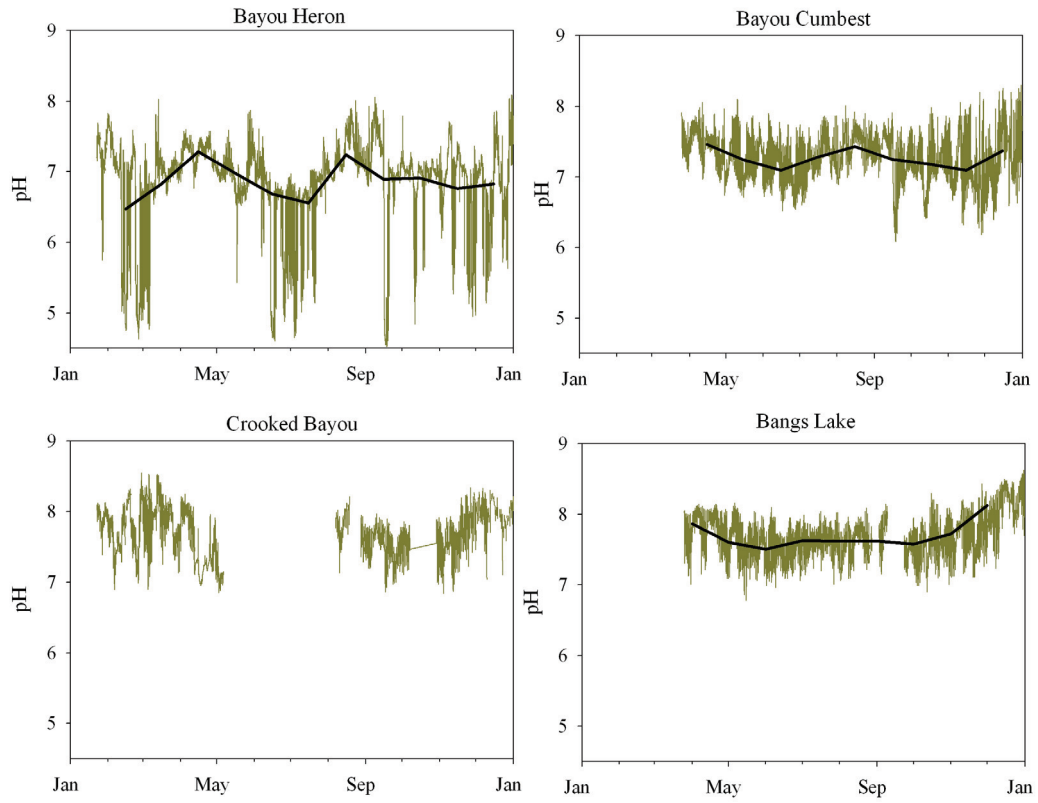 Bayou Heron
9
8
7
6
5
pH
Jan
May
Sep
Jan
Bayou Cumbest
9
8
7
6
5
pH
Jan
May
Sep
Jan
Crooked Bayou
9
8
7
6
5
pH
Jan
May
Sep
Jan
Bangs Lake
9
8
7
6
5
pH
Jan
May
Sep
Jan